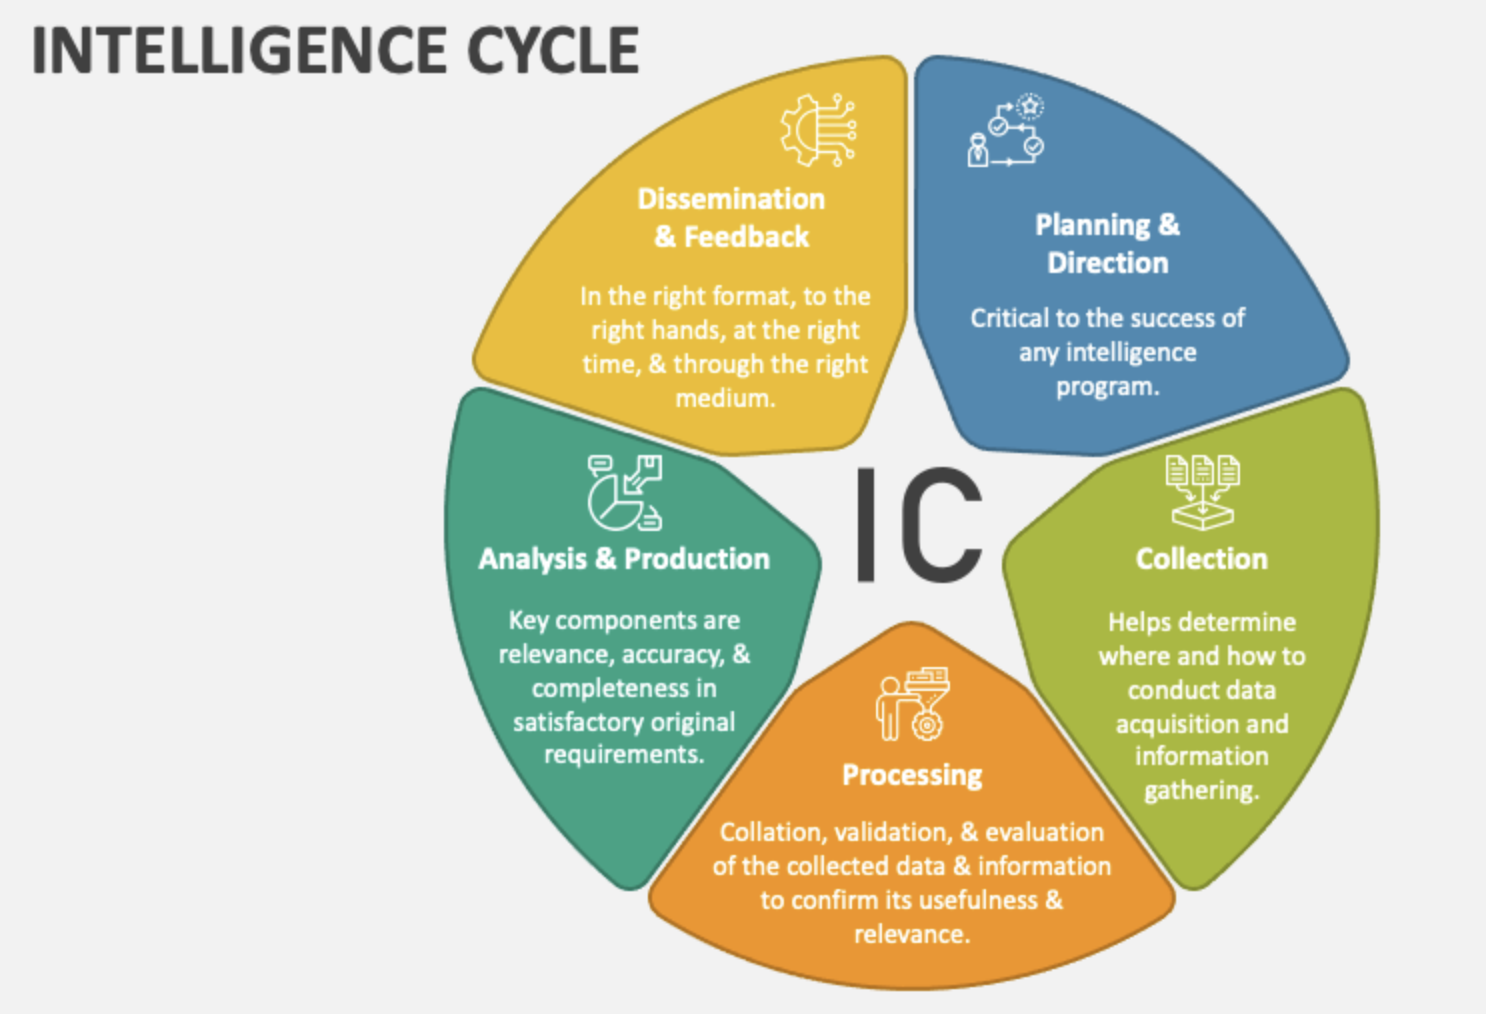 INTELLIGENCE CYCLE
Dissemination
& Feedback
In the right format, to the
right hands, at the right
time, & through the right
medium.
Planning &
Direction
Critical to the success of
any intelligence
program.
Analysis & Production
Key components are
relevance, accuracy, &
completeness in
satisfactory original
requirements.
IC
Collection
Helps determine
where and how to
conduct data
acquisition and
information
gathering.
Processing
Collation, validation, & evaluation
of the collected data & information
to confirm its usefulness &
relevance.